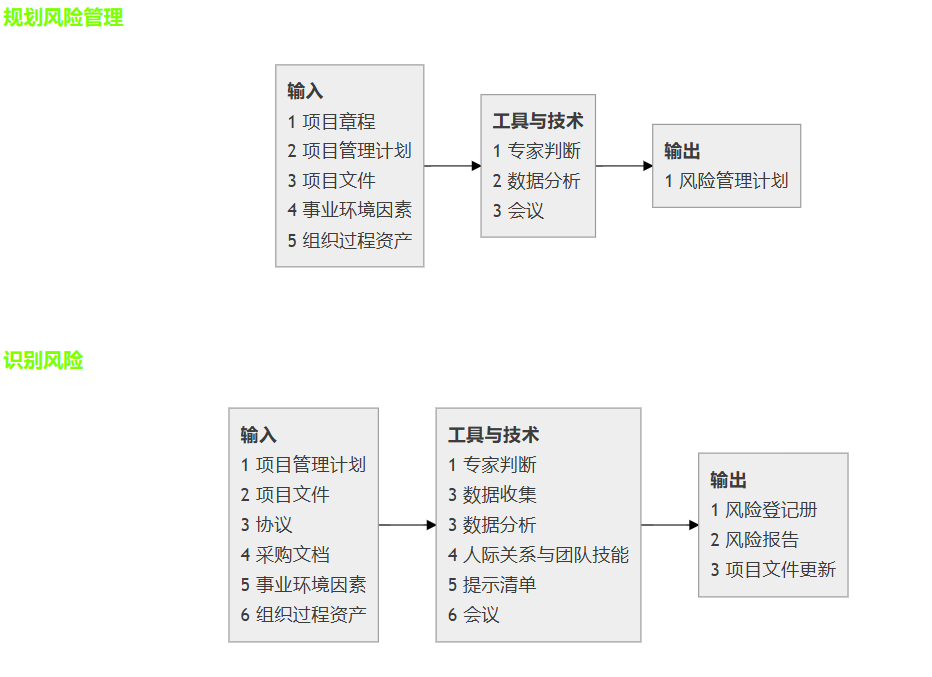 规划风险管理
输入
1 项目章程
2 项目管理计划
3 项目文件
4 事业环境因素
5 组织过程资产
工具与技术
1 专家判断
2 数据分析
3 会议
输出
1 风险管理计划
识别风险
输入
1 项目管理计划
2 项目文件
3 协议
4 采购文档
5 事业环境因素
6 组织过程资产
工具与技术
1 专家判断
3 数据收集
3 数据分析
4 人际关系与团队技能
5 提示清单
6 会议
输出
1 风险登记册
2 风险报告
3 项目文件更新